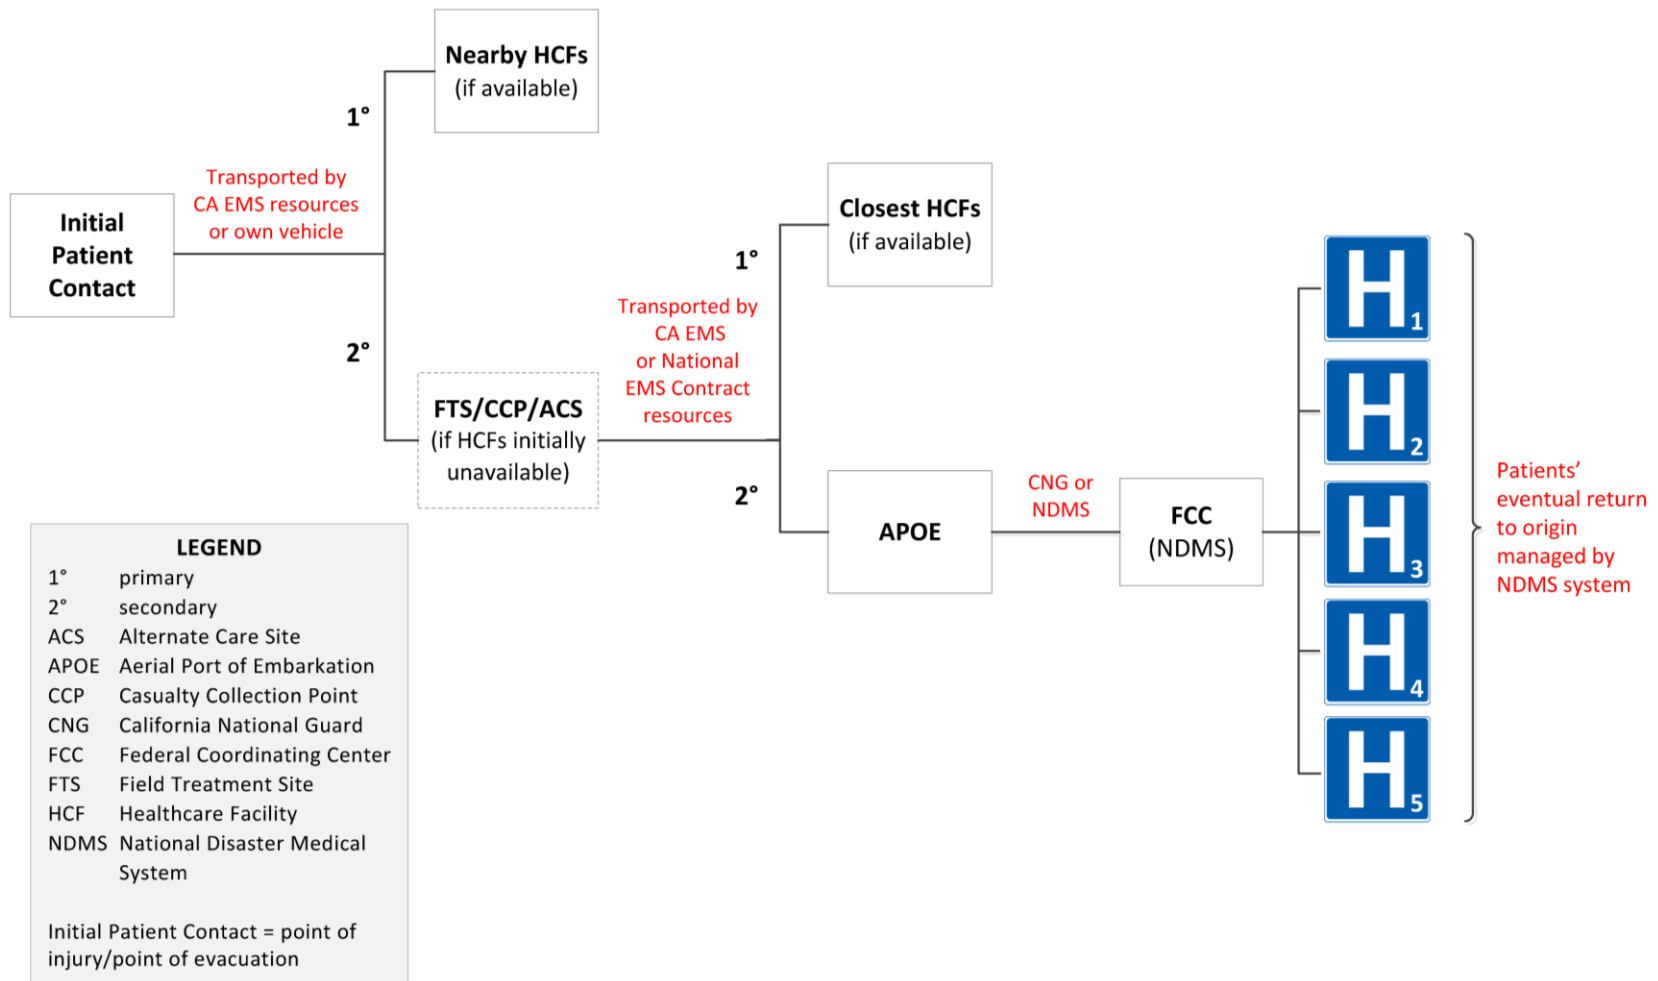 Nearby HCFs
(if available)
1°
Transported by
CA EMS resources
or own vehicle
Initial
Patient
Contact
2°
FTS/CCP/ACS
(if HCFs initially
unavailable)
Closest HCFs
(if available)
1°
Transported by
CA EMS
or National
EMS Contract
resources
2°
APOE
CNG or
NDMS
FCC
(NDMS)
H1
H2
H3
H4
H5
Patients’
eventual return
to origin
managed by
NDMS system
LEGEND
1° primary
2° secondary
ACS Alternate Care Site
APOE Aerial Port of Embarkation
CCP Casualty Collection Point
CNG California National Guard
FCC Federal Coordinating Center
FTS Field Treatment Site
HCF Healthcare Facility
NDMS National Disaster Medical
System
Initial Patient Contact = point of
injury/point of evacuation